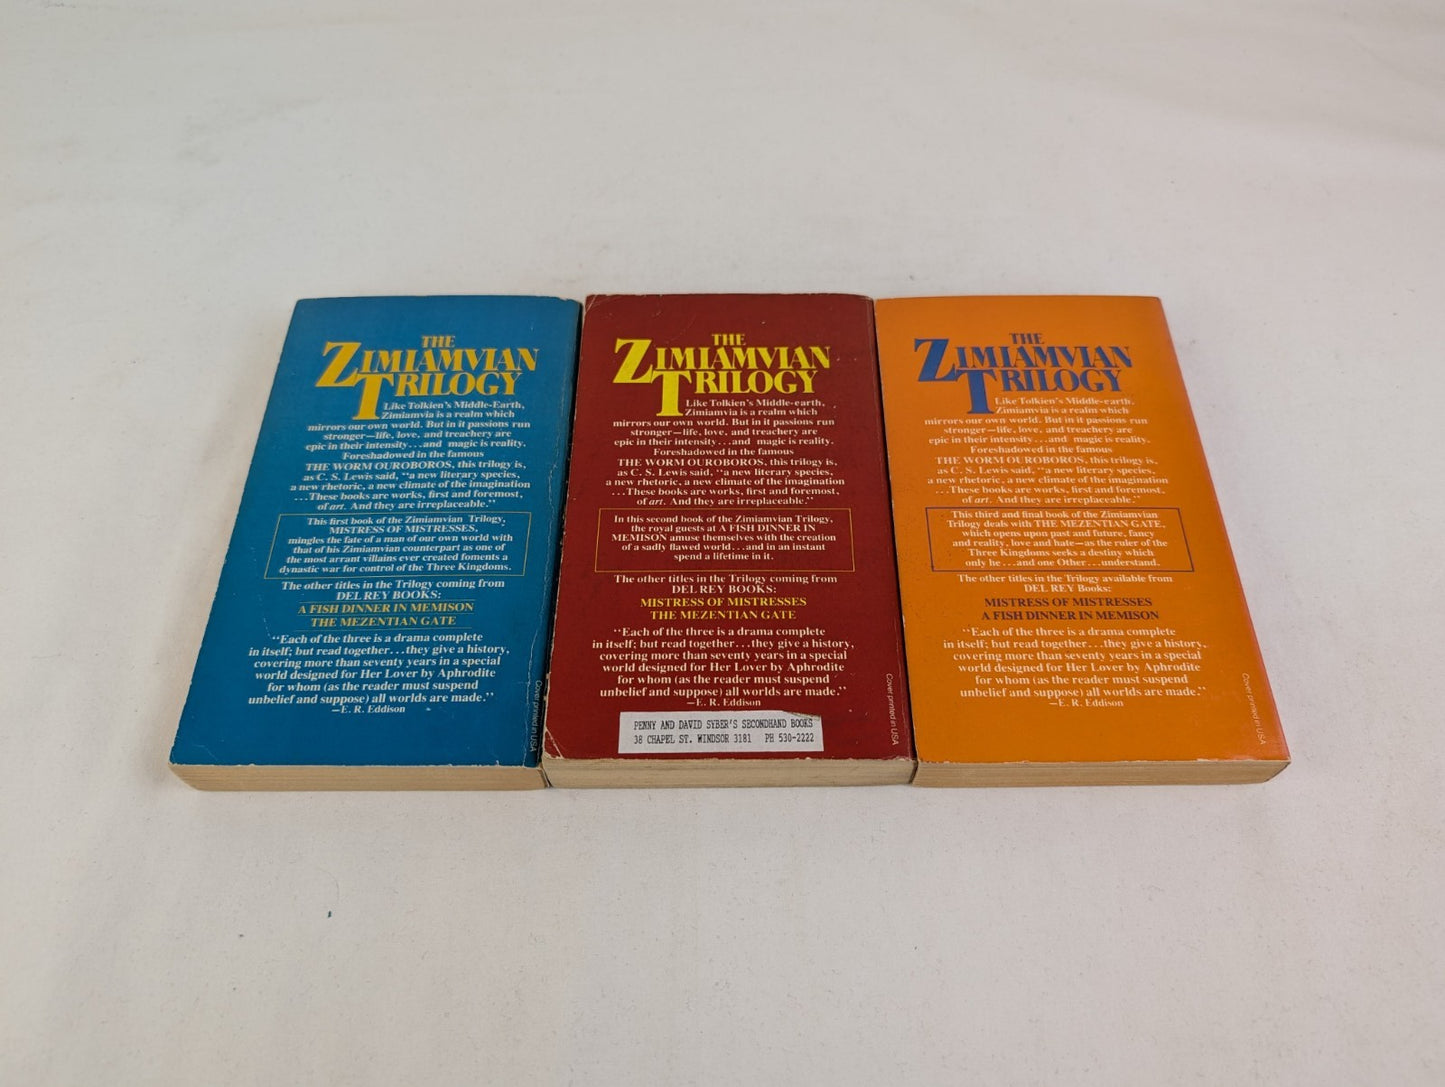 THE
ZIMIAMVIAN
TRILOGY
Like Tolkien's Middle-Earth,
Zimiamvia is a realm which
mirrors our own world. But in it passions run
stronger—life, love, and treachery are
epic in their intensity...and magic is reality.
Foreshadowed in the famous
THE WORM OUROBOROS, this trilogy is,
as C. S. Lewis said, "a new literary species,
a new rhetoric, a new climate of the imagination
...These books are works, first and foremost,
of art. And they are irreplaceable."
This first book of the Zimiamvian Trilogy,
MISTRESS OF MISTRESSES,
mingles the fate of a man of our own world with
that of his Zimiamvian counterpart as one of
the most arrant villains ever created foments a
dynastic war for control of the Three Kingdoms.
The other titles in the Trilogy coming from
DEL REY BOOKS:
A FISH DINNER IN MEMISON
THE MEZENTIAN GATE
"Each of the three is a drama complete
in itself; but read together...they give a history,
covering more than seventy years in a special
world designed for Her Lover by Aphrodite
for whom (as the reader must suspend
unbelief and suppose) all worlds are made."
—E. R. Eddison
Cover printed in USA
THE
ZIMIAMVIAN
TRILOGY
Like Tolkien's Middle-Earth,
Zimiamvia is a realm which
mirrors our own world. But in it passions run
stronger—life, love, and treachery are
epic in their intensity...and magic is reality.
Foreshadowed in the famous
THE WORM OUROBOROS, this trilogy is,
as C. S. Lewis said, "a new literary species,
a new rhetoric, a new climate of the imagination
...These books are works, first and foremost,
of art. And they are irreplaceable."
In this second book of the Zimiamvian Trilogy,
the royal guests at A FISH DINNER IN
MEMISON amuse themselves with the creation
of a sadly flawed world...and in an instant
spend a lifetime in it.
The other titles in the Trilogy coming from
DEL REY BOOKS:
MISTRESS OF MISTRESSES
THE MEZENTIAN GATE
"Each of the three is a drama complete
in itself; but read together...they give a history,
covering more than seventy years in a special
world designed for Her Lover by Aphrodite
for whom (as the reader must suspend
unbelief and suppose) all worlds are made."
—E. R. Eddison
PENNY AND DAVID SYBER'S SECONDHAND BOOKS
38 CHAPEL ST. WINDSOR 3181 PH 530-2222
Cover printed in USA
THE
ZIMIAMVIAN
TRILOGY
Like Tolkien's Middle-Earth,
Zimiamvia is a realm which
mirrors our own world. But in it passions run
stronger—life, love, and treachery are
epic in their intensity...and magic is reality.
Foreshadowed in the famous
THE WORM OUROBOROS, this trilogy is,
as C. S. Lewis said, "a new literary species,
a new rhetoric, a new climate of the imagination
...These books are works, first and foremost,
of art. And they are irreplaceable."
This third and final book of the Zimiamvian
Trilogy deals with THE MEZENTIAN GATE,
which opens upon past and future, fancy
and reality, love and hate—as the ruler of the
Three Kingdoms seeks a destiny which
only he...and one Other...understand.
The other titles in the Trilogy available from
DEL REY Books:
MISTRESS OF MISTRESSES
A FISH DINNER IN MEMISON
"Each of the three is a drama complete
in itself; but read together...they give a history,
covering more than seventy years in a special
world designed for Her Lover by Aphrodite
for whom (as the reader must suspend
unbelief and suppose) all worlds are made."
—E. R. Eddison
Cover printed in USA